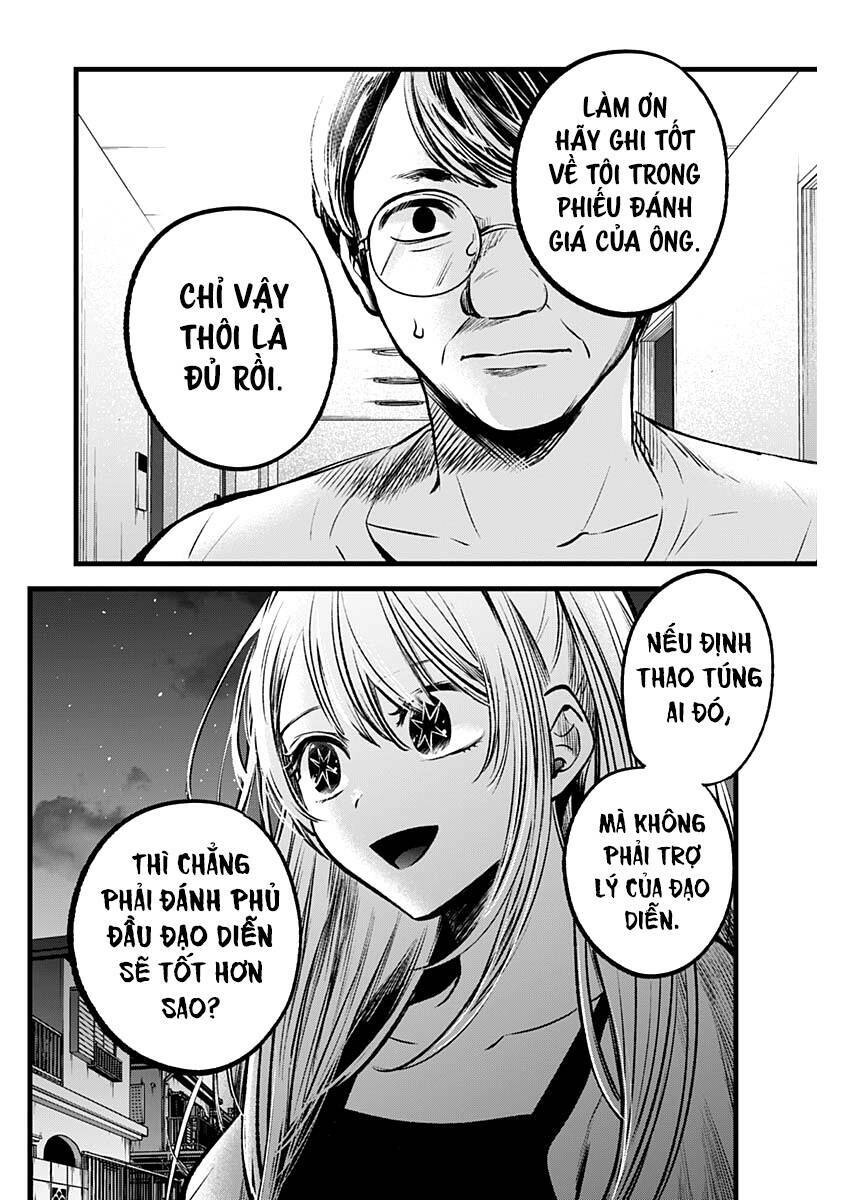 LÀM ƠN
HÃY GHI TỐT
VỀ TÔI TRONG
PHIẾU ĐÁNH
GIÁ CỦA ÔNG.
CHỈ VẬY
THÔI LÀ
ĐỦ RỒI.
NẾU ĐỊNH
THAO TÚNG
AI ĐÓ,
MÀ KHÔNG
PHẢI TRỢ
LÝ CỦA ĐẠO
DIỄN.
THÌ CHẲNG
PHẢI ĐÁNH PHỦ
ĐẦU ĐẠO DIỄN
SẼ TỐT HƠN
SAO?